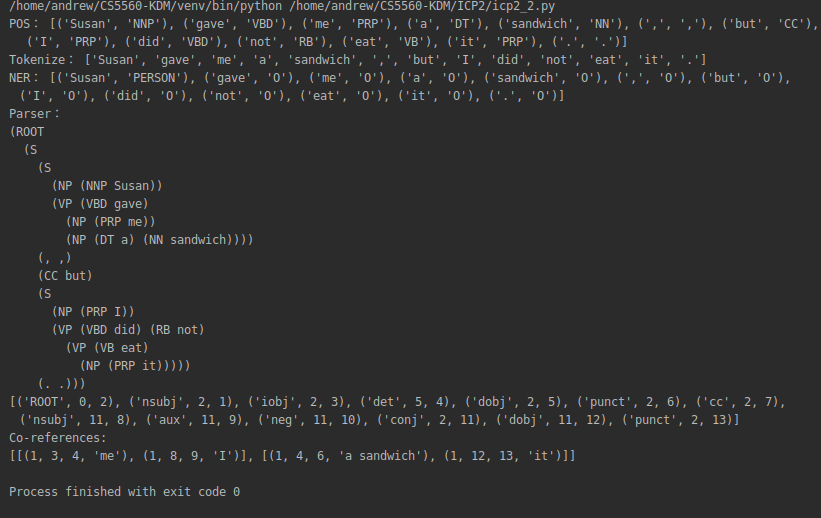 /home/andrew/CS5560-KDM/venv/bin/python /home/andrew/CS5560-KDM/ICP2/icp2_2.py
POS： [('Susan', 'NNP'), ('gave', 'VBD'), ('me', 'PRP'), ('a', 'DT'), ('sandwich', 'NN'), (',', ','), ('but', 'CC'),
('I', 'PRP'), ('did', 'VBD'), ('not', 'RB'), ('eat', 'VB'), ('it', 'PRP'), ('.', '.')]
Tokenize： ['Susan', 'gave', 'me', 'a', 'sandwich', ',', 'but', 'I', 'did', 'not', 'eat', 'it', '.']
NER： [('Susan', 'PERSON'), ('gave', 'O'), ('me', 'O'), ('a', 'O'), ('sandwich', 'O'), (',', 'O'), ('but', 'O'),
('I', 'O'), ('did', 'O'), ('not', 'O'), ('eat', 'O'), ('it', 'O'), ('.', 'O')]
Parser：
(ROOT
  (S
    (S
      (NP (NNP Susan))
      (VP (VBD gave)
        (NP (PRP me))
        (NP (DT a) (NN sandwich))))
    (, ,)
    (CC but)
    (S
      (NP (PRP I))
      (VP (VBD did) (RB not)
        (VP (VB eat)
          (NP (PRP it)))))
    (. .)))
[('ROOT', 0, 2), ('nsubj', 2, 1), ('iobj', 2, 3), ('det', 5, 4), ('dobj', 2, 5), ('punct', 2, 6), ('cc', 2, 7),
('nsubj', 11, 8), ('aux', 11, 9), ('neg', 11, 10), ('conj', 2, 11), ('dobj', 11, 12), ('punct', 2, 13)]
Co-references:
[[(1, 3, 4, 'me'), (1, 8, 9, 'I')], [(1, 4, 6, 'a sandwich'), (1, 12, 13, 'it')]]
Process finished with exit code 0